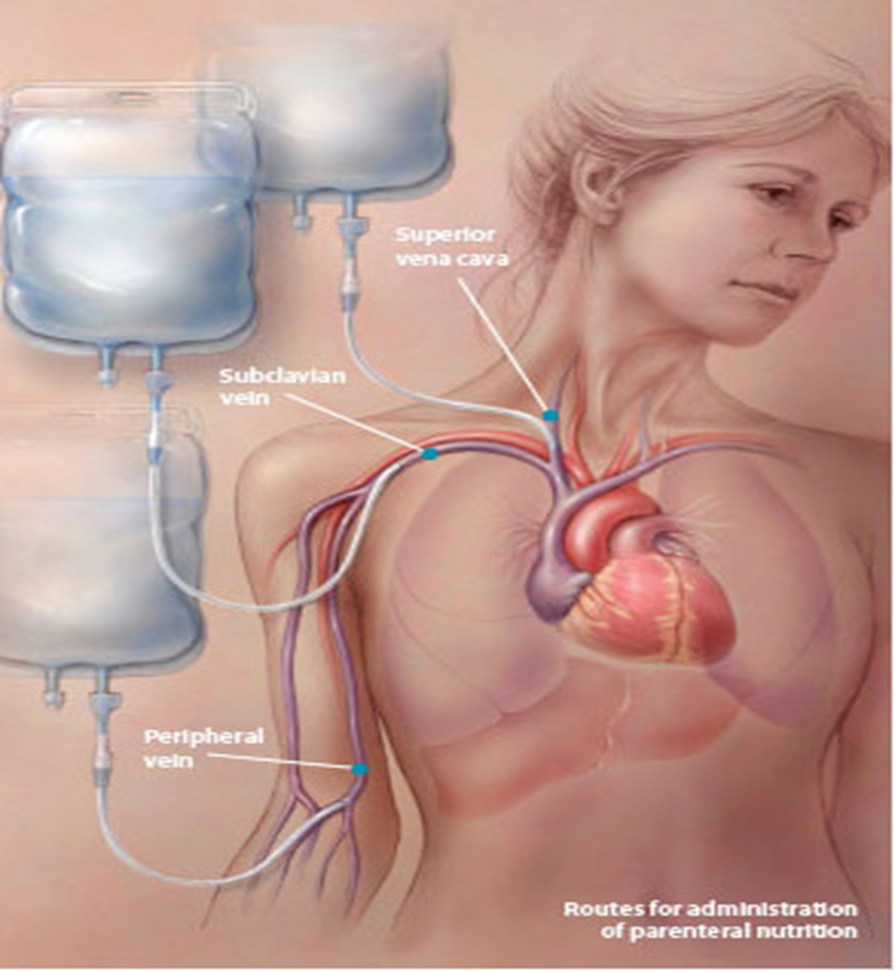 Superior
vena cava
Subclavian
vein
Peripheral
vein
Routes for administration
of parenteral nutrition